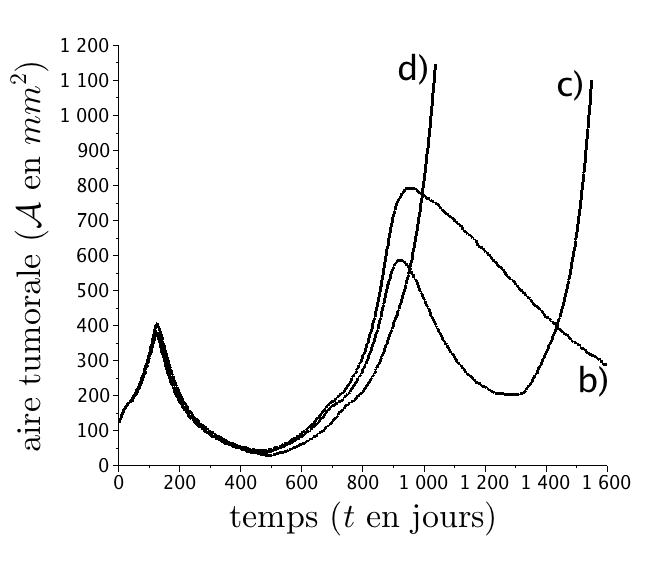 1 200
1 100
1 000
900
800
700
600
500
400
300
200
100
0
aire tumorale (𝒜 en mm²)
d)
c)
b)
0 200 400 600 800 1 000 1 200 1 400 1 600
temps (t en jours)